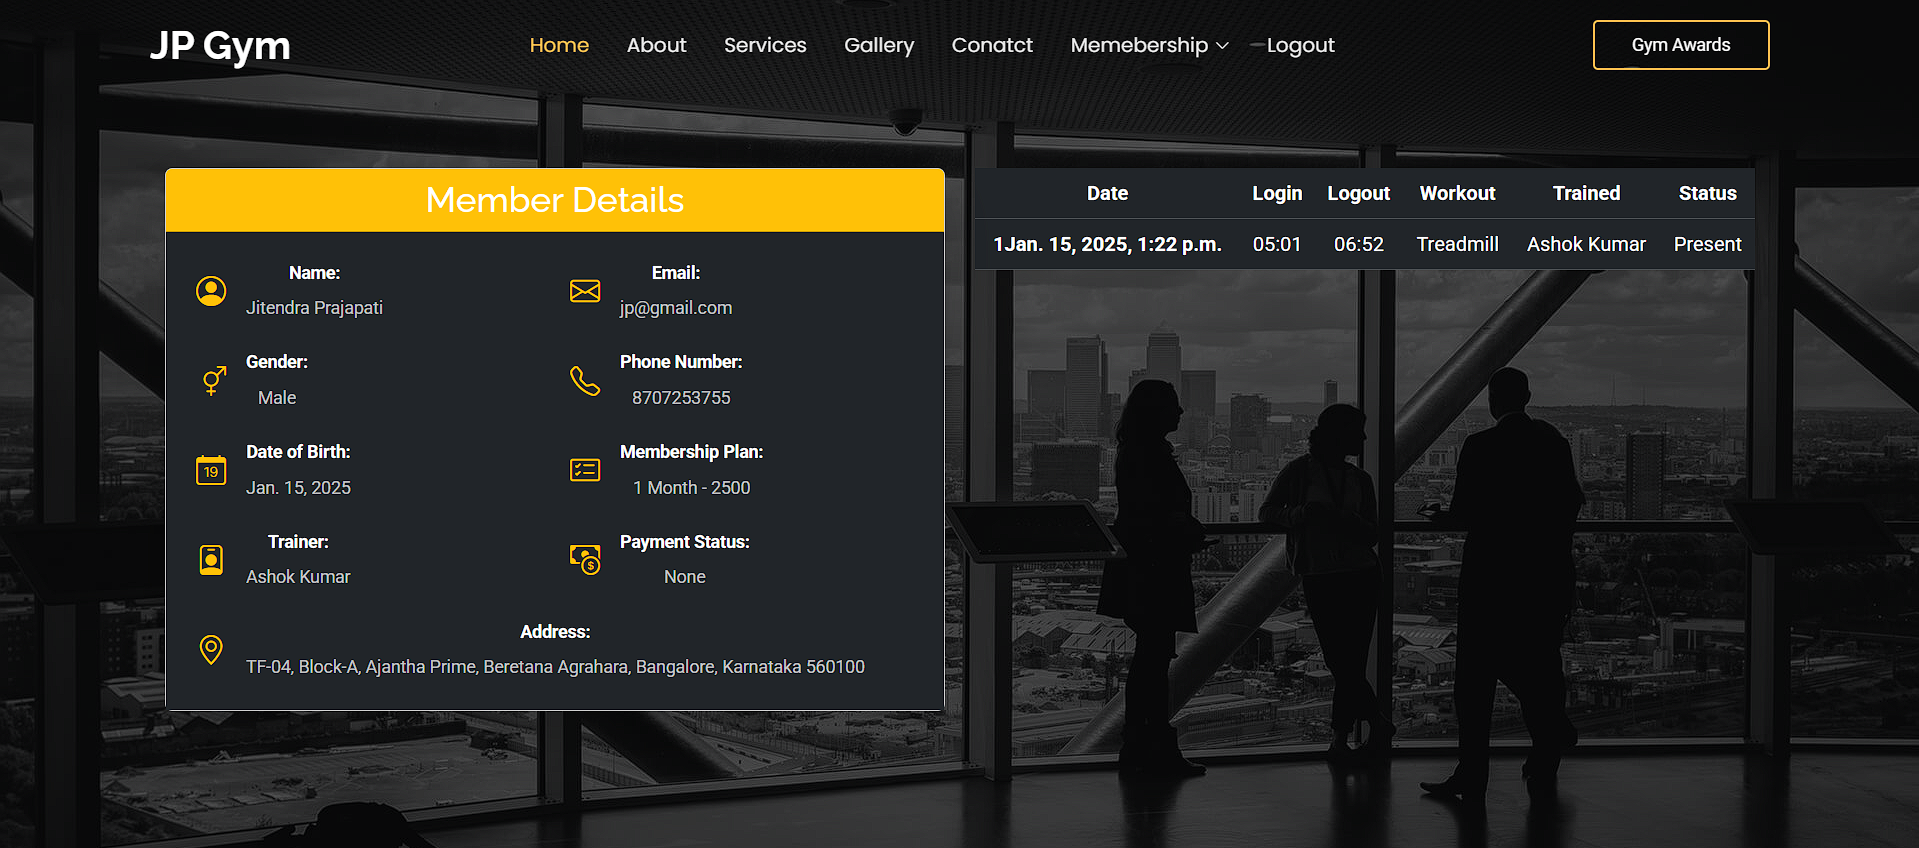 JP Gym
Home About Services Gallery Conatct Memebership Logout
Gym Awards
Member Details
Name:
Jitendra Prajapati
Email:
jp@gmail.com
Gender:
Male
Phone Number:
8707253755
19
Date of Birth:
Jan. 15, 2025
Membership Plan:
1 Month - 2500
Trainer:
Ashok Kumar
$
Payment Status:
None
Address:
TF-04, Block-A, Ajantha Prime, Beretana Agrahara, Bangalore, Karnataka 560100
Date Login Logout Workout Trained Status
1Jan. 15, 2025, 1:22 p.m. 05:01 06:52 Treadmill Ashok Kumar Present